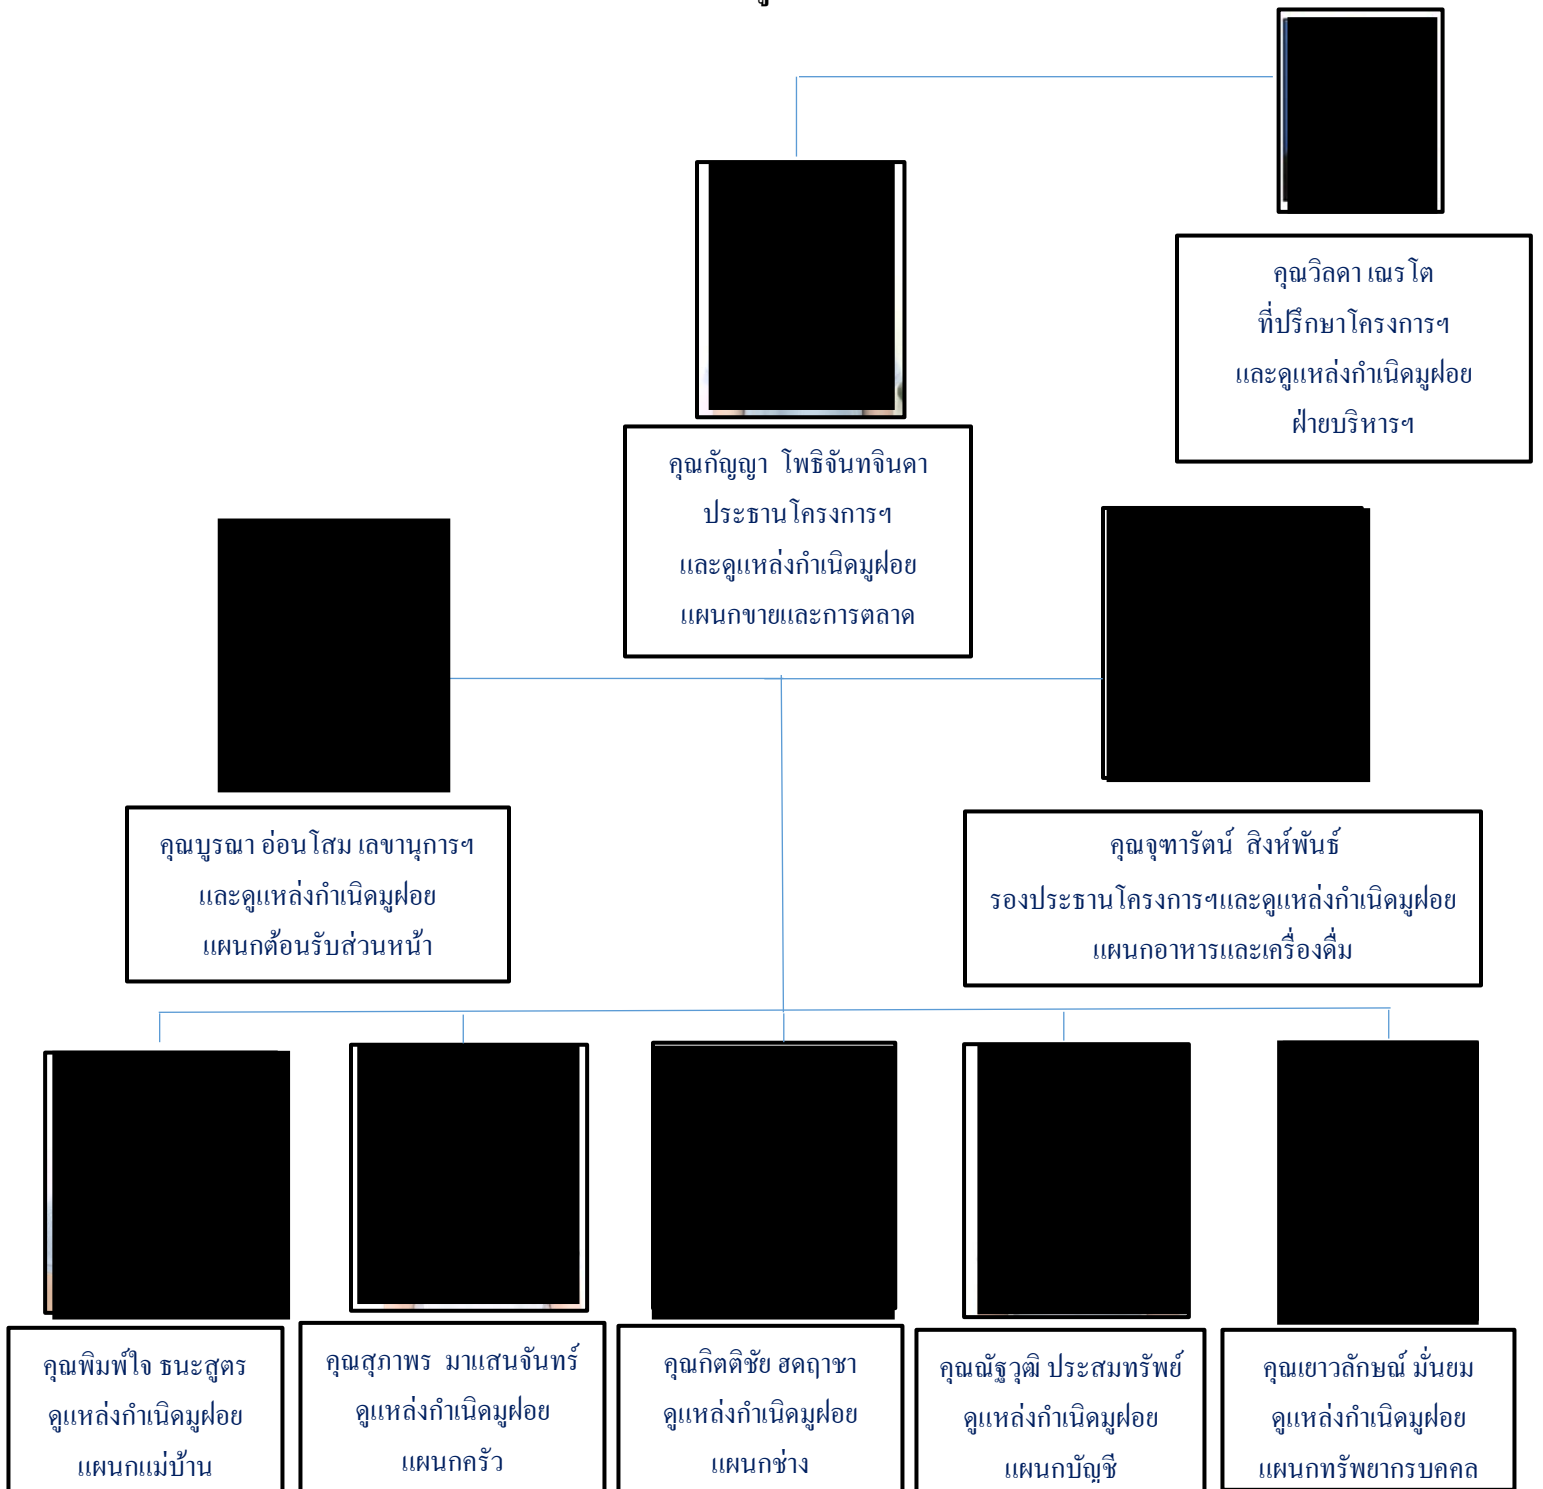 คุณวิลดา เณรโต
ที่ปรึกษาโครงการฯ
และดูแหล่งกำเนิดมูฝอย
ฝ่ายบริหารฯ
คุณกัญญา โพธิจันทจินดา
ประธานโครงการฯ
และดูแหล่งกำเนิดมูฝอย
แผนกขายและการตลาด
คุณบูรณา อ่อนโสม เลขานุการฯ
และดูแหล่งกำเนิดมูฝอย
แผนกต้อนรับส่วนหน้า
คุณจุฑารัตน์ สิงห์พันธ์
รองประธานโครงการฯและดูแหล่งกำเนิดมูฝอย
แผนกอาหารและเครื่องดื่ม
คุณพิมพ์ใจ ธนะสูตร
ดูแหล่งกำเนิดมูฝอย
แผนกแม่บ้าน
คุณสุภาพร มาแสนจันทร์
ดูแหล่งกำเนิดมูฝอย
แผนกครัว
คุณกิตติชัย ฮดฤาชา
ดูแหล่งกำเนิดมูฝอย
แผนกช่าง
คุณณัฐวุฒิ ประสมทรัพย์
ดูแหล่งกำเนิดมูฝอย
แผนกบัญชี
คุณเยาวลักษณ์ มั่นยม
ดูแหล่งกำเนิดมูฝอย
แผนกทรัพยากรบคคล